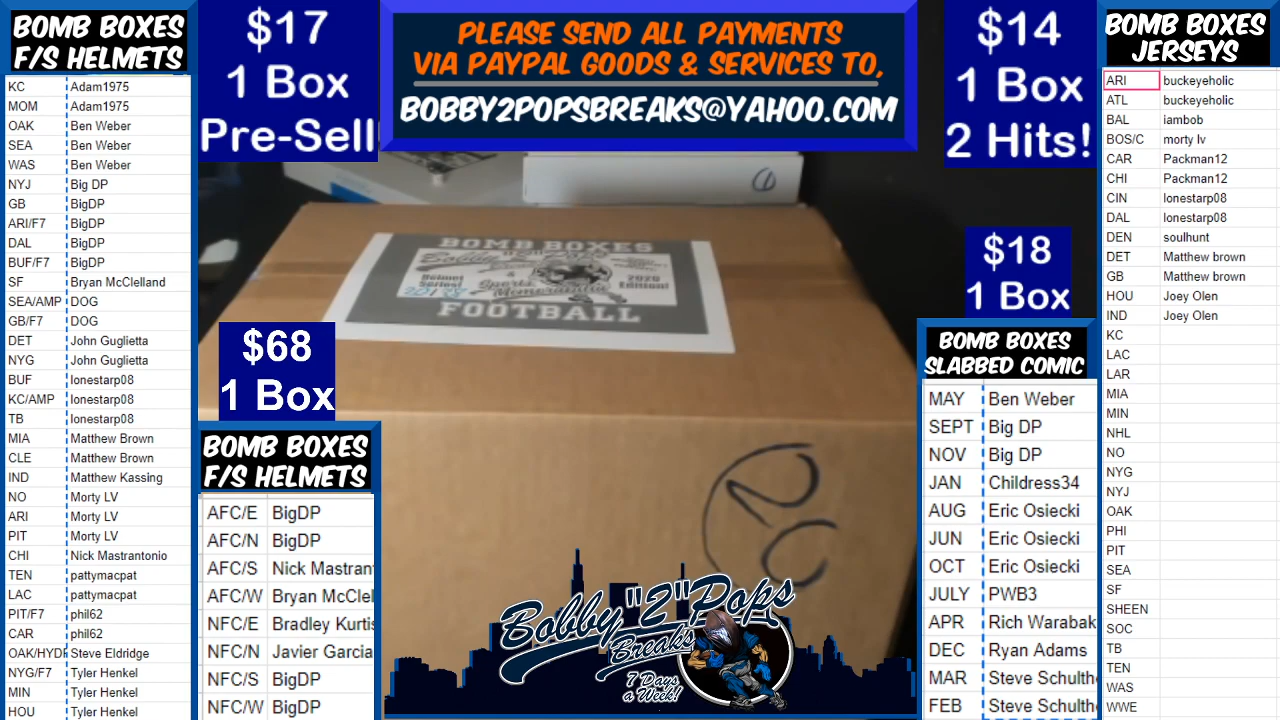 BOMB BOXES
F/S HELMETS
KC Adam1975
MOM Adam1975
OAK Ben Weber
SEA Ben Weber
WAS Ben Weber
NYJ Big DP
GB BigDP
ARI/F7 BigDP
DAL BigDP
BUF/F7 BigDP
SF Bryan McClelland
SEA/AMP DOG
GB/F7 DOG
DET John Guglietta
NYG John Guglietta
BUF lonestarp08
KC/AMP lonestarp08
TB lonestarp08
MIA Matthew Brown
CLE Matthew Brown
IND Matthew Kassing
NO Morty LV
ARI Morty LV
PIT Morty LV
CHI Nick Mastrantonio
TEN pattymacpat
LAC pattymacpat
PIT/F7 phil62
CAR phil62
OAK/HYDR Steve Eldridge
NYG/F7 Tyler Henkel
MIN Tyler Henkel
HOU Tyler Henkel
$17
1 Box
Pre-Sell
$68
1 Box
BOMB BOXES
F/S HELMETS
AFC/E BigDP
AFC/N BigDP
AFC/S Nick Mastran
AFC/W Bryan McClel
NFC/E Bradley Kurtis
NFC/N Javier Garcia
NFC/S BigDP
NFC/W BigDP
PLEASE SEND ALL PAYMENTS
VIA PAYPAL GOODS & SERVICES TO,
BOBBY2POPSBREAKS@YAHOO.COM
BOMB BOXES
Bobby "2" Pops
Helmet
Series!
&
Sports
Memorabilia
2020
Edition!
FOOTBALL
Bobby "2" Pops
Breaks
7 Days
a Week!
$14
1 Box
2 Hits!
$18
1 Box
BOMB BOXES
SLABBED COMIC
MAY Ben Weber
SEPT Big DP
NOV Big DP
JAN Childress34
AUG Eric Osiecki
JUN Eric Osiecki
OCT Eric Osiecki
JULY PWB3
APR Rich Warabak
DEC Ryan Adams
MAR Steve Schulthe
FEB Steve Schulthe
BOMB BOXES
JERSEYS
ARI buckeyeholic
ATL buckeyeholic
BAL iambob
BOS/C morty lv
CAR Packman12
CHI Packman12
CIN lonestarp08
DAL lonestarp08
DEN soulhunt
DET Matthew brown
GB Matthew brown
HOU Joey Olen
IND Joey Olen
KC
LAC
LAR
MIA
MIN
NHL
NO
NYG
NYJ
OAK
PHI
PIT
SEA
SF
SHEEN
SOC
TB
TEN
WAS
WWE